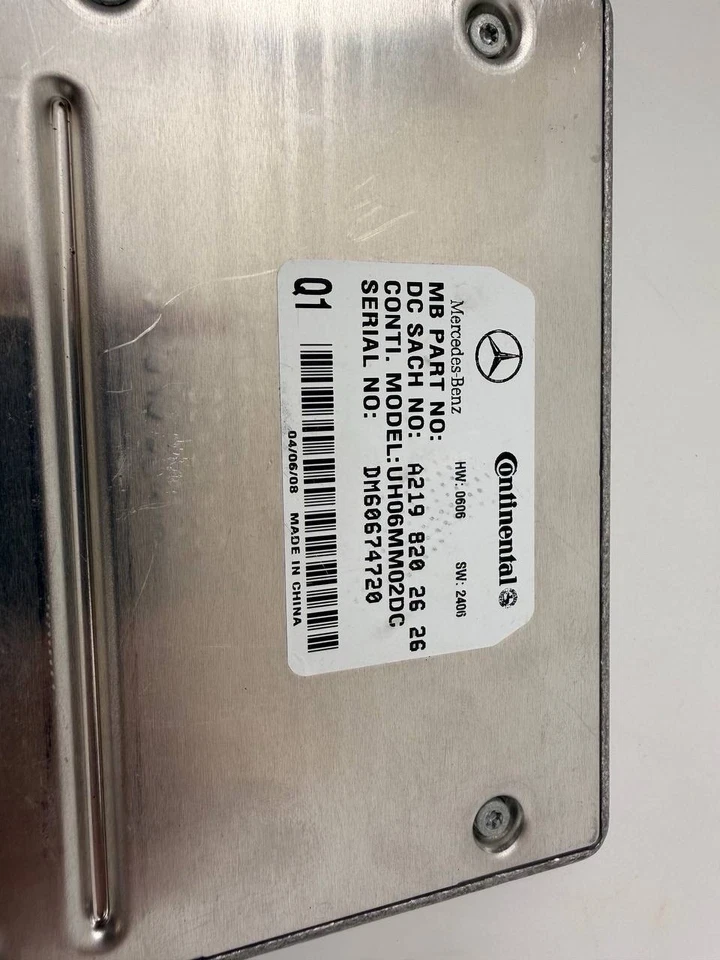 Mercedes-Benz
Continental
HW: 0606 SW: 2406
MB PART NO:
DC SACH NO: A219 820 26 26
CONTI. MODEL:UH06MM02DC
SERIAL NO: DM60674720
Q1
04/06/08 MADE IN CHINA